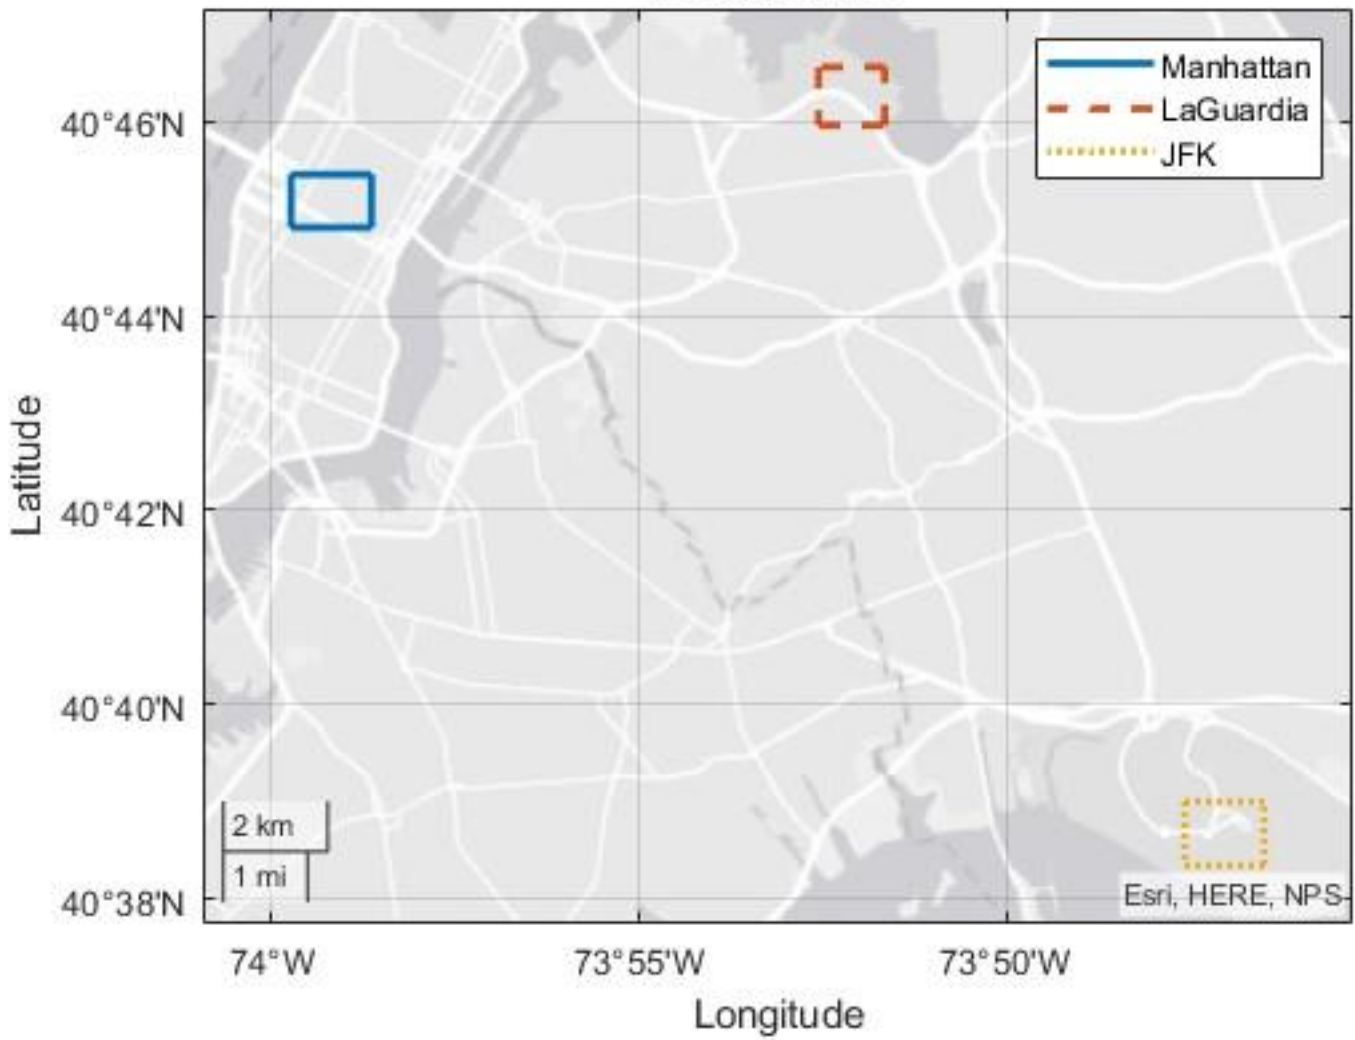 Manhattan
LaGuardia
JFK
40°46'N
40°44'N
40°42'N
40°40'N
40°38'N
Latitude
2 km
1 mi
Esri, HERE, NPS
74°W
73°55'W
73°50'W
Longitude